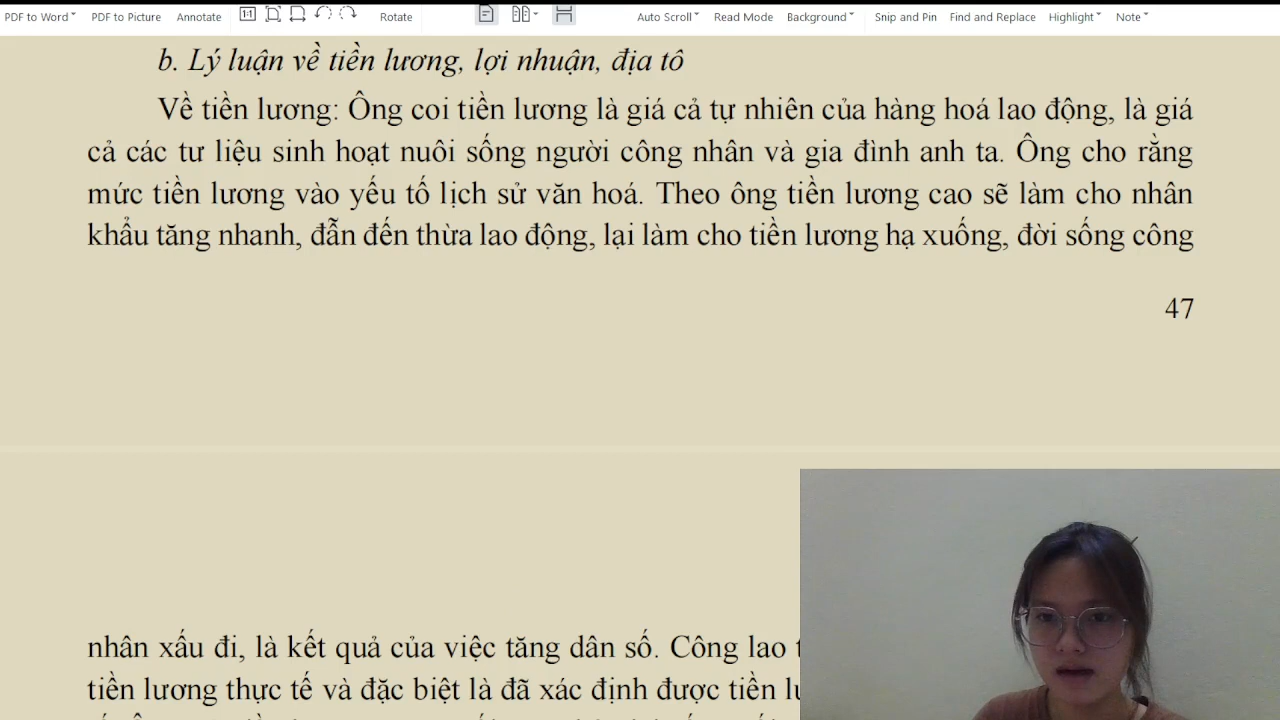 PDF to Word PDF to Picture Annotate 1:1 Rotate Auto Scroll Read Mode Background Snip and Pin Find and Replace Highlight Note
b. Lý luận về tiền lương, lợi nhuận, địa tô
Về tiền lương: Ông coi tiền lương là giá cả tự nhiên của hàng hoá lao động, là giá
cả các tư liệu sinh hoạt nuôi sống người công nhân và gia đình anh ta. Ông cho rằng
mức tiền lương vào yếu tố lịch sử văn hoá. Theo ông tiền lương cao sẽ làm cho nhân
khẩu tăng nhanh, đẫn đến thừa lao động, lại làm cho tiền lương hạ xuống, đời sống công
47
nhân xấu đi, là kết quả của việc tăng dân số. Công lao
tiền lương thực tế và đặc biệt là đã xác định được tiền